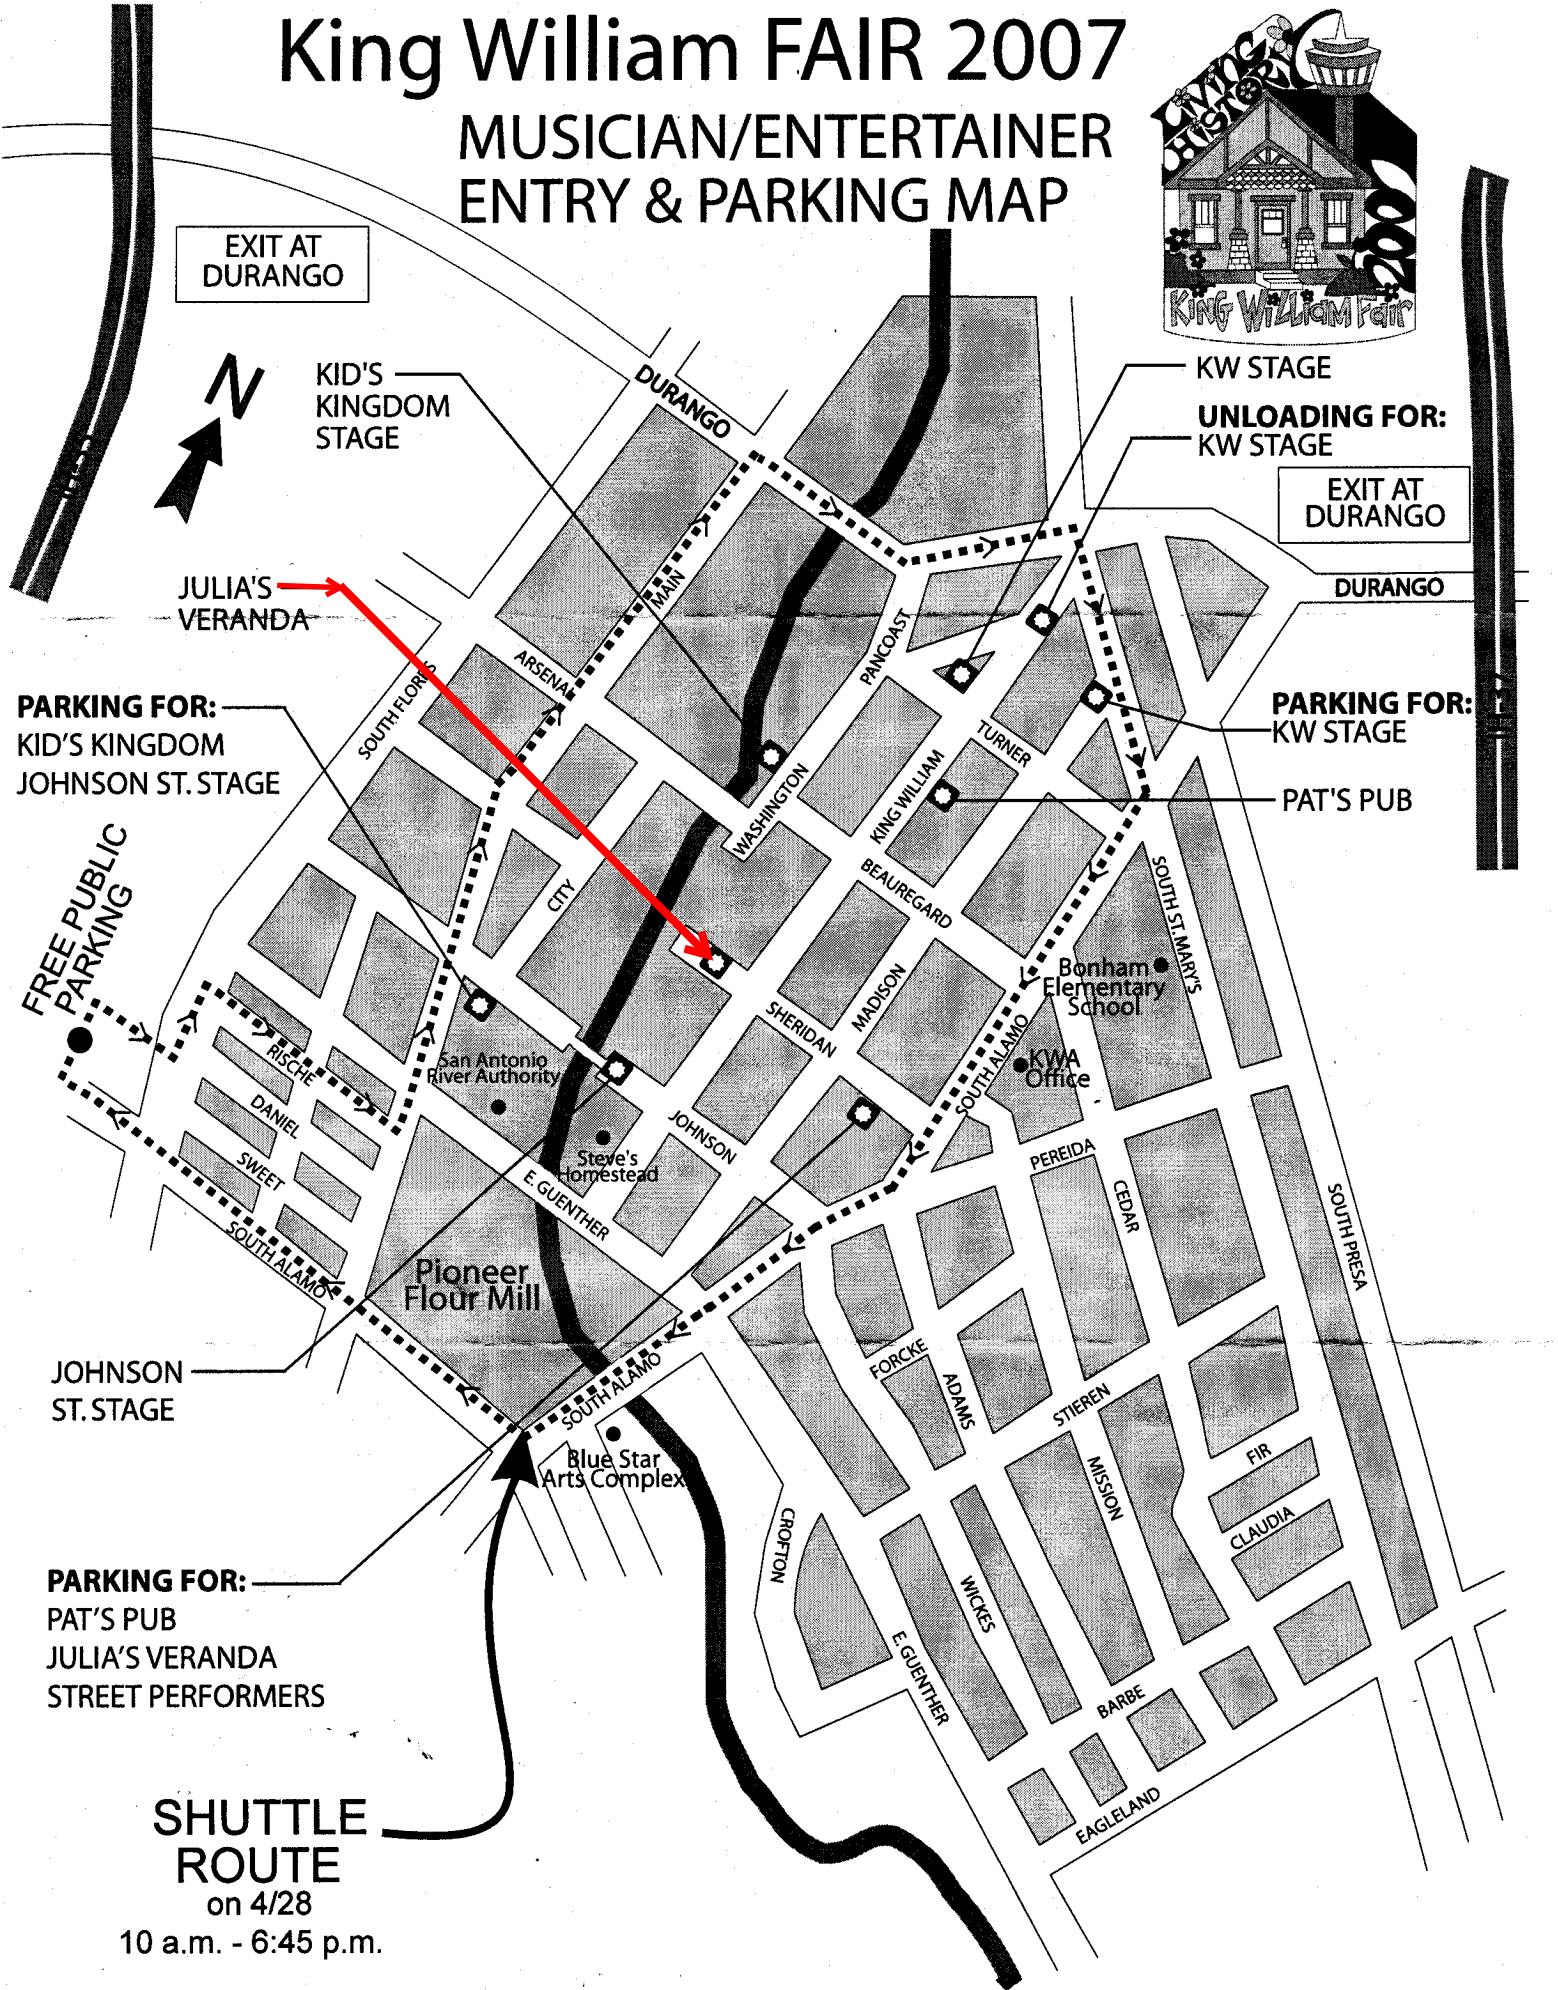 King William FAIR 2007
MUSICIAN/ENTERTAINER
ENTRY & PARKING MAP
LIVING
HISTORY
2007
KING WILLIAM Fair
EXIT AT
DURANGO
N
KID'S
KINGDOM
STAGE
DURANGO
KW STAGE
UNLOADING FOR:
KW STAGE
EXIT AT
DURANGO
DURANGO
JULIA'S
VERANDA
MAIN
ARSENAL
SOUTH FLORES
PANCOAST
PARKING FOR:
KID'S KINGDOM
JOHNSON ST. STAGE
PARKING FOR:
KW STAGE
TURNER
KING WILLIAM
WASHINGTON
PAT'S PUB
FREE PUBLIC
PARKING
CITY
BEAUREGARD
SOUTH ST. MARY'S
Bonham
Elementary
School
MADISON
SHERIDAN
SOUTH ALAMO
KWA
Office
San Antonio
River Authority
RISCHE
DANIEL
SWEET
SOUTH ALAMO
JOHNSON
Steve's
Homestead
E. GUENTHER
PEREIDA
CEDAR
SOUTH PRESA
Pioneer
Flour Mill
JOHNSON
ST. STAGE
SOUTH ALAMO
FORCKE
ADAMS
STIEREN
Blue Star
Arts Complex
MISSION
FIR
CLAUDIA
CROFTON
WICKES
E. GUENTHER
BARBE
EAGLELAND
PARKING FOR:
PAT'S PUB
JULIA'S VERANDA
STREET PERFORMERS
SHUTTLE
ROUTE
on 4/28
10 a.m. - 6:45 p.m.